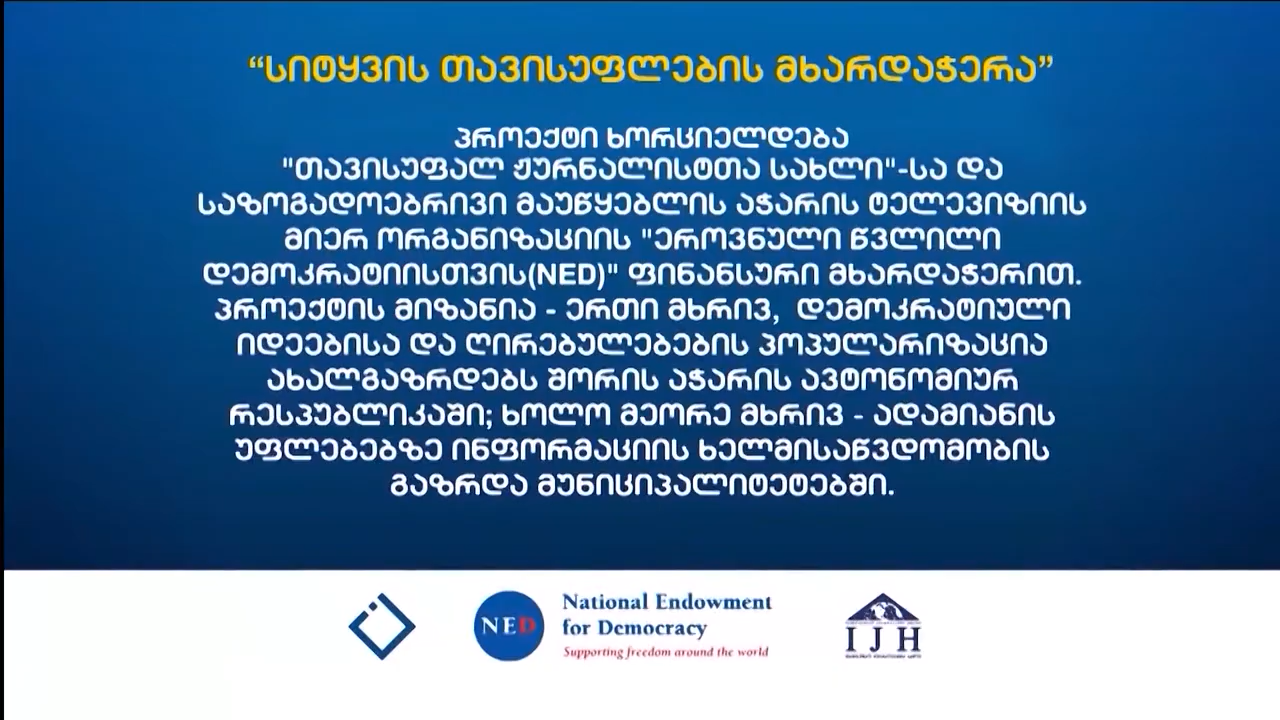 “სიტყვის თავისუფლების მხარდაჭერა”
პროექტი ხორციელდება
"თავისუფალ ჟურნალისტთა სახლი"-სა და
საზოგადოებრივი მაუწყებლის აჭარის ტელევიზიის
მიერ ორგანიზაციის "ეროვნული წვლილი
დემოკრატიისთვის(NED)" ფინანსური მხარდაჭერით.
პროექტის მიზანია - ერთი მხრივ, დემოკრატიული
იდეებისა და ღირებულებების პოპულარიზაცია
ახალგაზრდებს შორის აჭარის ავტონომიურ
რესპუბლიკაში; ხოლო მეორე მხრივ - ადამიანის
უფლებებზე ინფორმაციის ხელმისაწვდომობის
გაზრდა მუნიციპალიტეტებში.
NED
National Endowment
for Democracy
Supporting freedom around the world
IJH